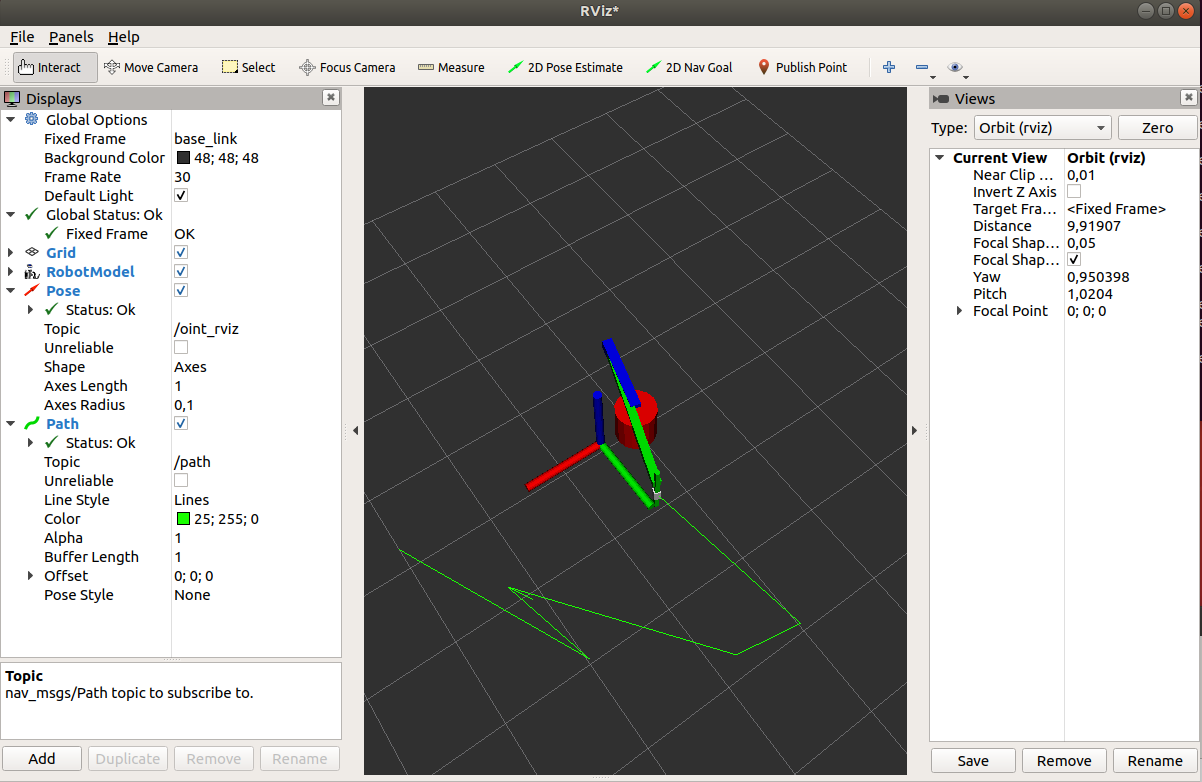 RViz*
File Panels Help
Interact Move Camera Select Focus Camera Measure 2D Pose Estimate 2D Nav Goal Publish Point
Displays
Global Options
Fixed Frame base_link
Background Color 48; 48; 48
Frame Rate 30
Default Light
Global Status: Ok
Fixed Frame OK
Grid
RobotModel
Pose
Status: Ok
Topic /oint_rviz
Unreliable
Shape Axes
Axes Length 1
Axes Radius 0,1
Path
Status: Ok
Topic /path
Unreliable
Line Style Lines
Color 25; 255; 0
Alpha 1
Buffer Length 1
Offset 0; 0; 0
Pose Style None
Topic
nav_msgs/Path topic to subscribe to.
Add Duplicate Remove Rename
Views
Type: Orbit (rviz) Zero
Current View Orbit (rviz)
Near Clip ... 0,01
Invert Z Axis
Target Fra... <Fixed Frame>
Distance 9,91907
Focal Shap... 0,05
Focal Shap...
Yaw 0,950398
Pitch 1,0204
Focal Point 0; 0; 0
Save Remove Rename